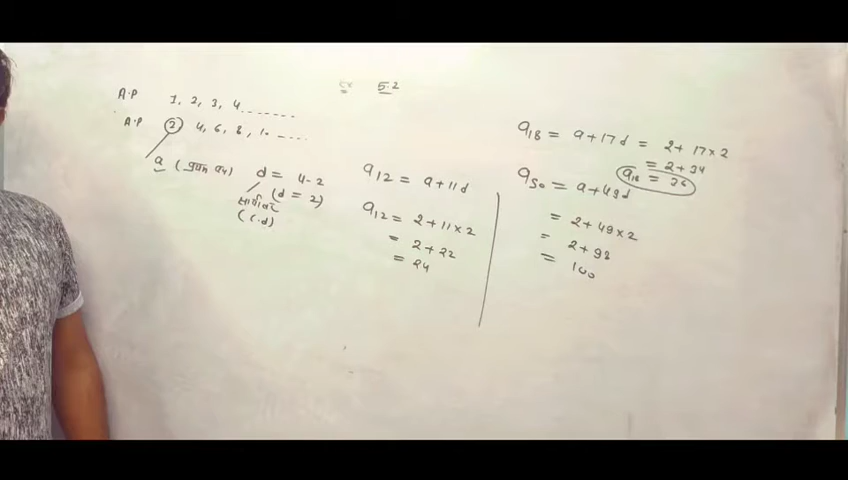 Ex 5.2
A.P 1, 2, 3, 4 .......
A.P 2, 4, 6, 8, 10 ....
a (प्रथम पद) d = 4-2
(d = 2)
सार्वअंतर
(c.d)
a12 = a+11d
a12 = 2+11×2
= 2+22
= 24
a18 = a+17d = 2+17×2
= 2+34
a18 = 36
a50 = a+49d
= 2+49×2
= 2+98
= 100